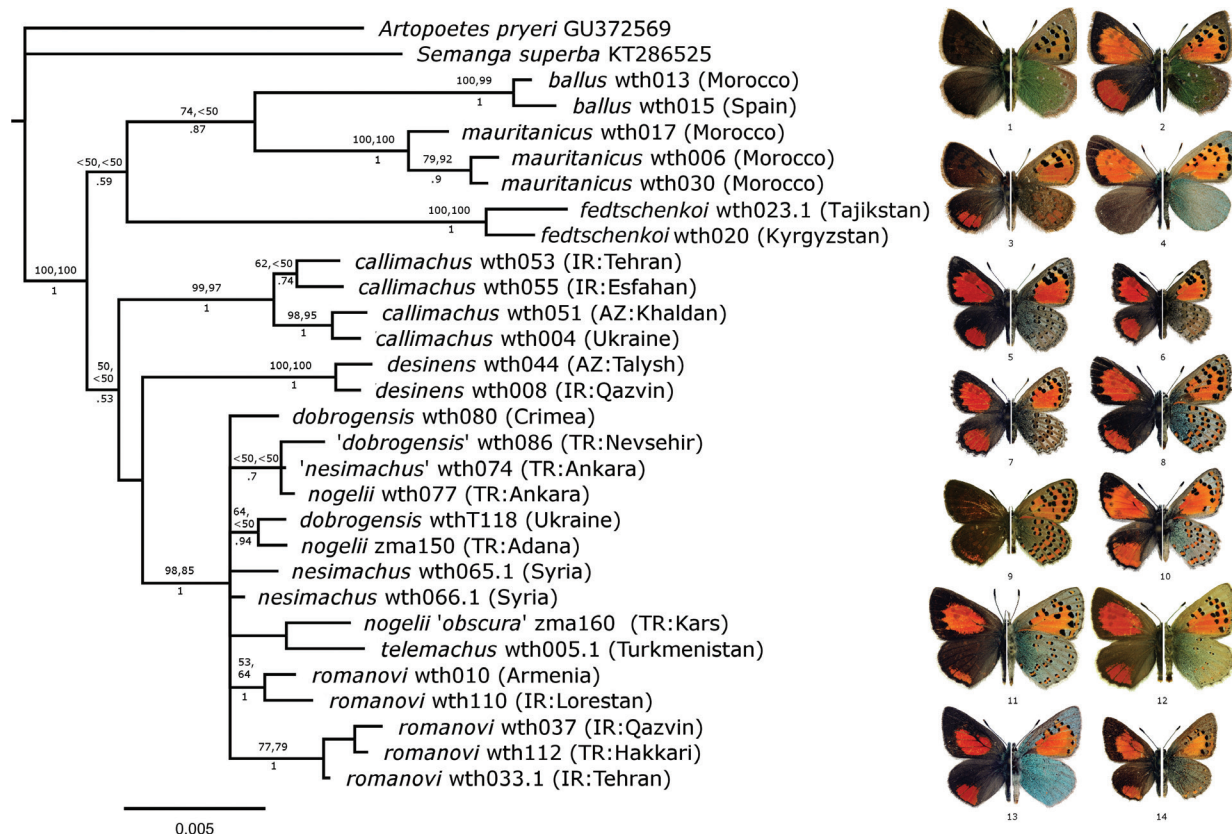 Artopoetes pryeri GU372569
Semanga superba KT286525
100,99
1
ballus wth013 (Morocco)
ballus wth015 (Spain)
74,<50
.87
mauritanicus wth017 (Morocco)
100,100
1
79,92
.9
mauritanicus wth006 (Morocco)
mauritanicus wth030 (Morocco)
<50,<50
.59
100,100
1
fedtschenkoi wth023.1 (Tajikstan)
fedtschenkoi wth020 (Kyrgyzstan)
100,100
1
62,<50
.74
callimachus wth053 (IR:Tehran)
callimachus wth055 (IR:Esfahan)
99,97
1
98,95
1
callimachus wth051 (AZ:Khaldan)
callimachus wth004 (Ukraine)
50,
<50
.53
100,100
1
desinens wth044 (AZ:Talysh)
desinens wth008 (IR:Qazvin)
dobrogensis wth080 (Crimea)
<50,<50
.7
'dobrogensis' wth086 (TR:Nevsehir)
'nesimachus' wth074 (TR:Ankara)
nogelii wth077 (TR:Ankara)
64,
<50
.94
dobrogensis wthT118 (Ukraine)
nogelii zma150 (TR:Adana)
98,85
1
nesimachus wth065.1 (Syria)
nesimachus wth066.1 (Syria)
nogelii 'obscura' zma160 (TR:Kars)
telemachus wth005.1 (Turkmenistan)
53,
64
1
romanovi wth010 (Armenia)
romanovi wth110 (IR:Lorestan)
77,79
1
romanovi wth037 (IR:Qazvin)
romanovi wth112 (TR:Hakkari)
romanovi wth033.1 (IR:Tehran)
0.005
1
2
3
4
5
6
7
8
9
10
11
12
13
14